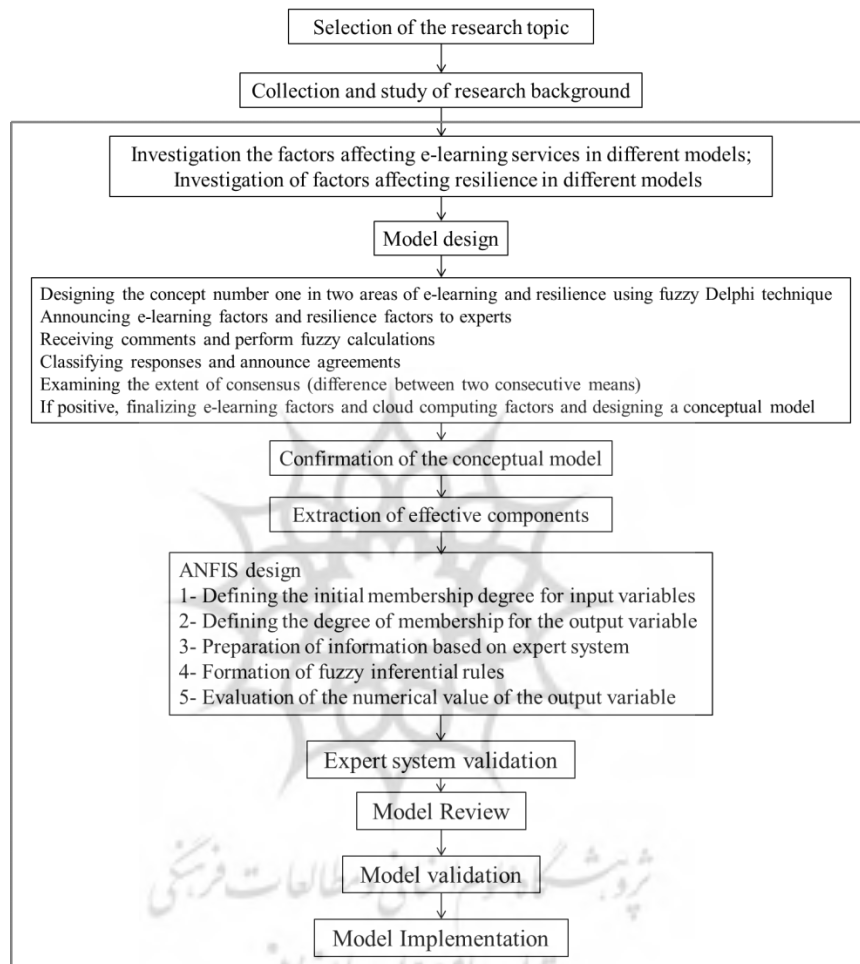 Selection of the research topic
Collection and study of research background
Investigation the factors affecting e-learning services in different models;
Investigation of factors affecting resilience in different models
Model design
Designing the concept number one in two areas of e-learning and resilience using fuzzy Delphi technique
Announcing e-learning factors and resilience factors to experts
Receiving comments and perform fuzzy calculations
Classifying responses and announce agreements
Examining the extent of consensus (difference between two consecutive means)
If positive, finalizing e-learning factors and cloud computing factors and designing a conceptual model
Confirmation of the conceptual model
Extraction of effective components
ANFIS design
1- Defining the initial membership degree for input variables
2- Defining the degree of membership for the output variable
3- Preparation of information based on expert system
4- Formation of fuzzy inferential rules
5- Evaluation of the numerical value of the output variable
Expert system validation
Model Review
Model validation
پژوهشگاه علوم انسانی و مطالعات فرهنگی
Model Implementation